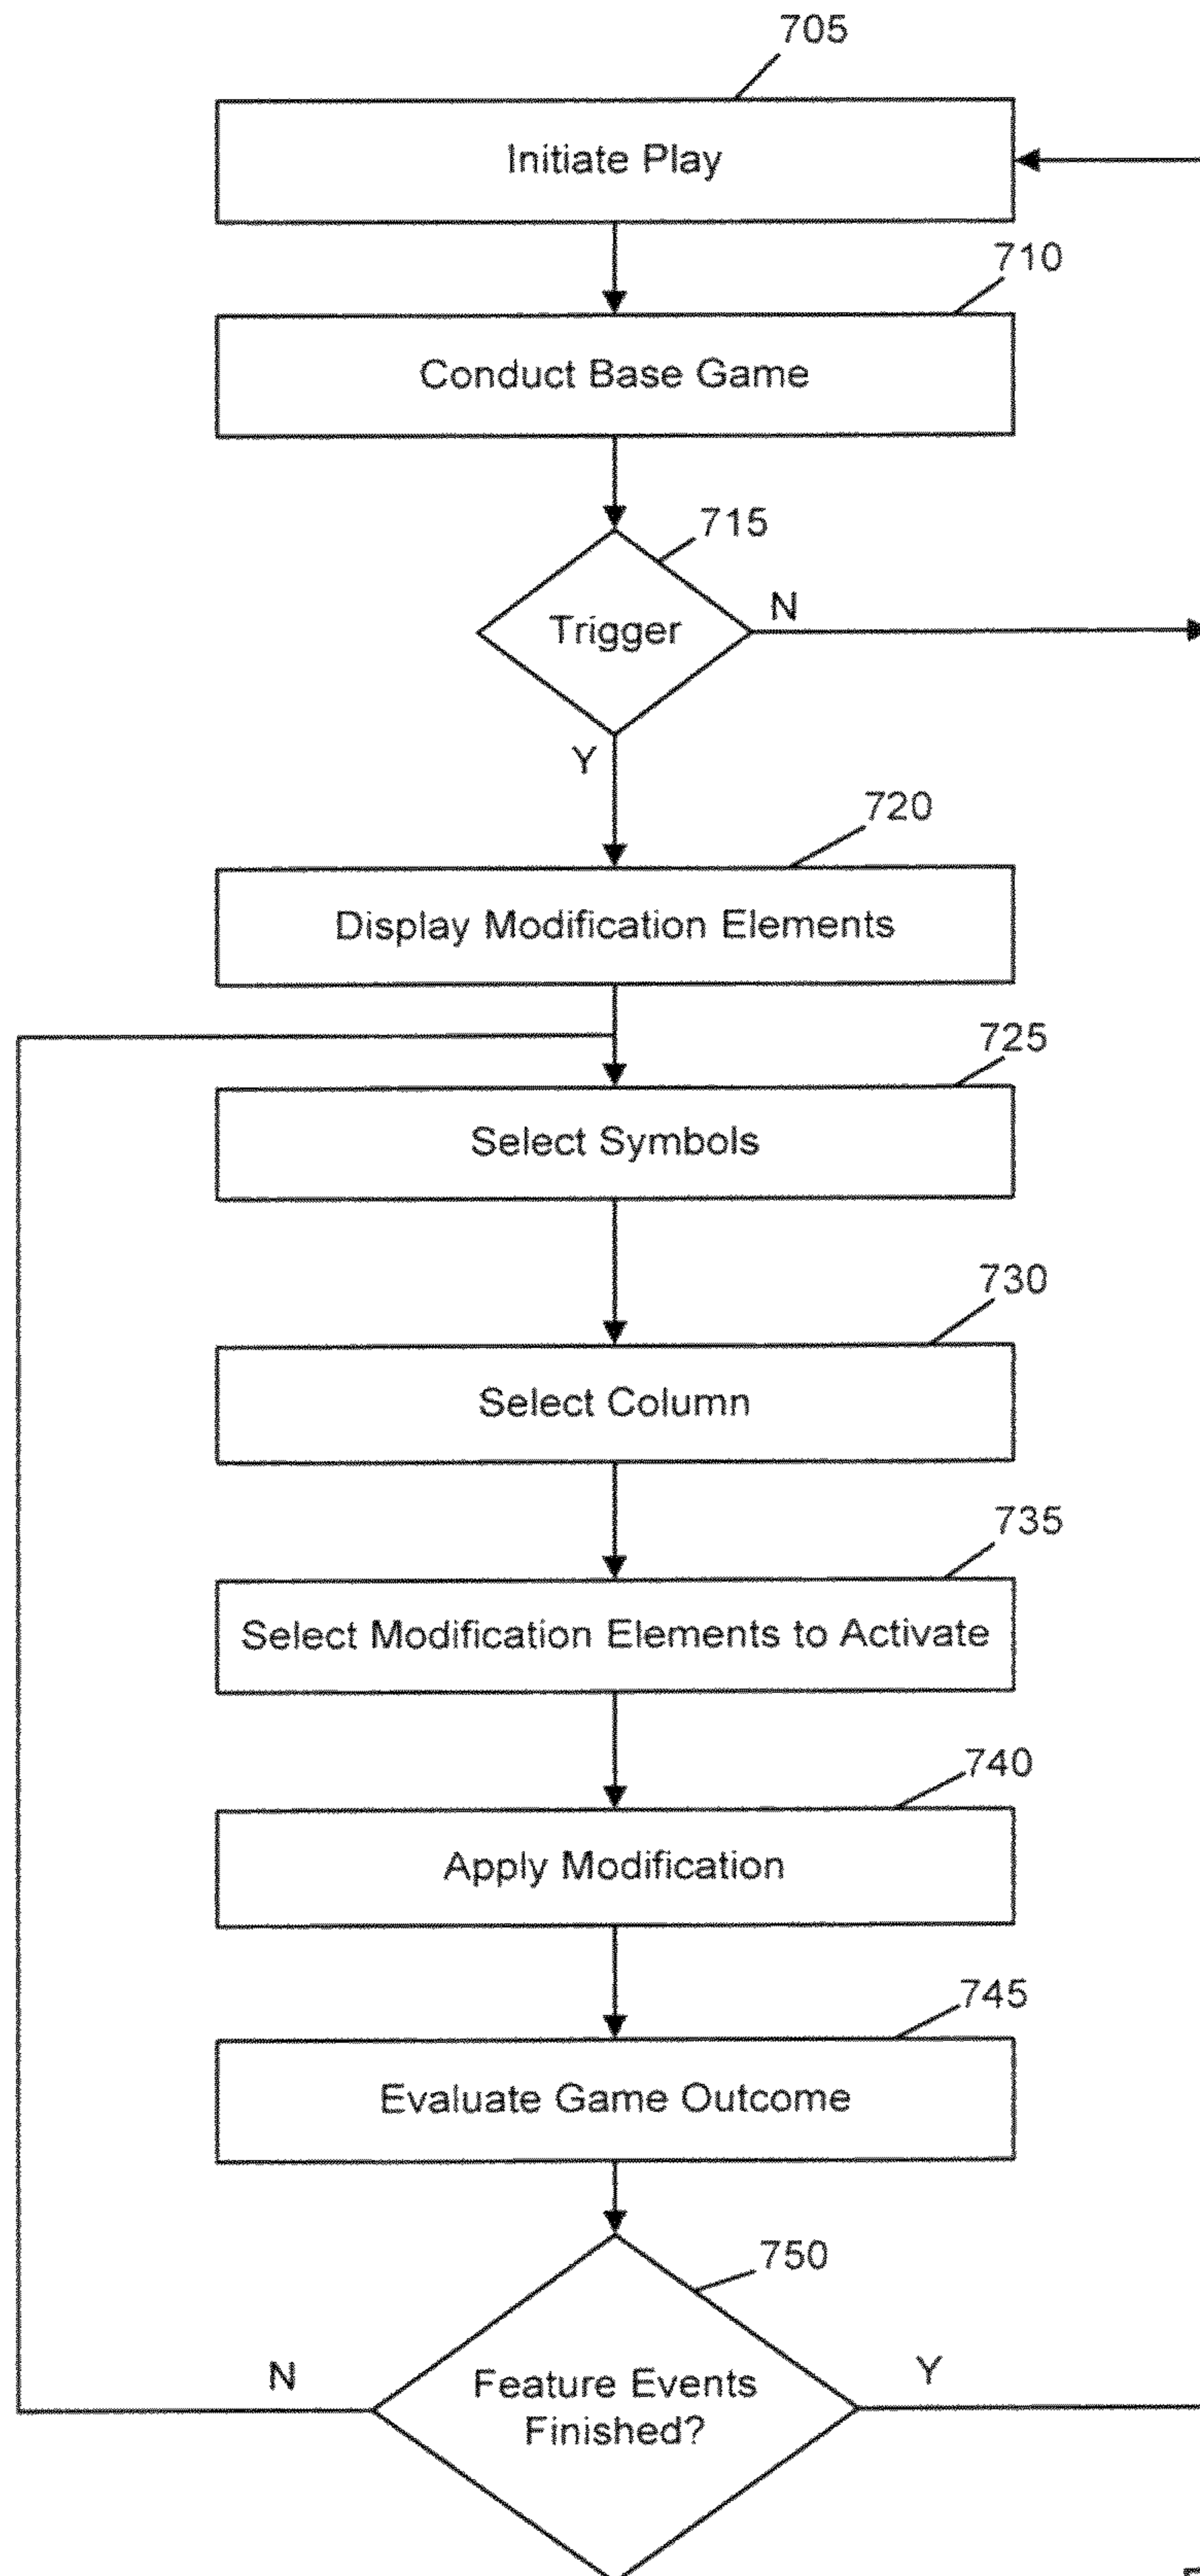 705
Initiate Play
710
Conduct Base Game
715
Trigger
N
Y
720
Display Modification Elements
725
Select Symbols
730
Select Column
735
Select Modification Elements to Activate
740
Apply Modification
745
Evaluate Game Outcome
750
N
Feature Events
Finished?
Y